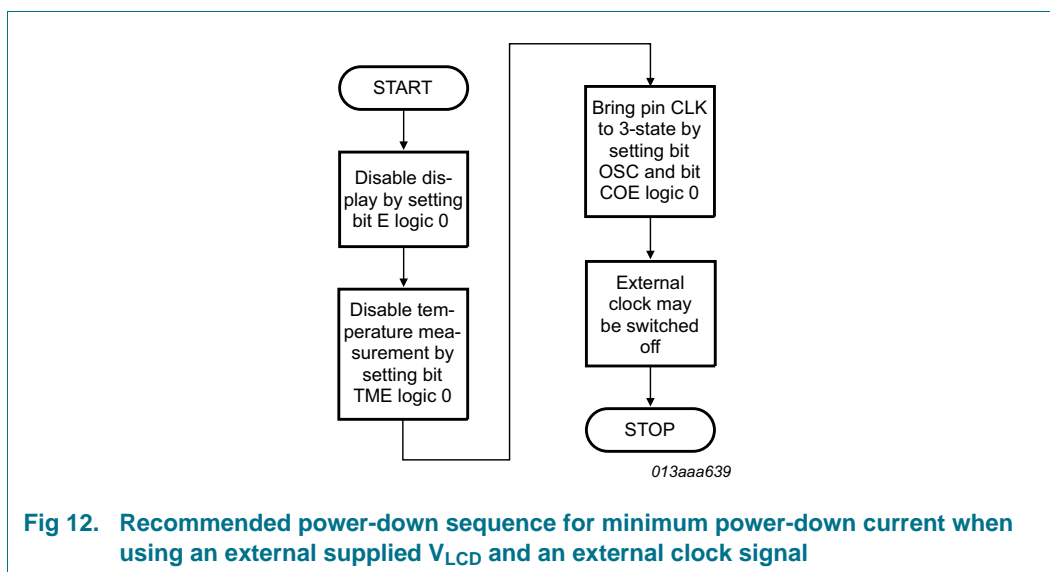 START
Disable dis-
play by setting
bit E logic 0
Disable tem-
perature mea-
surement by
setting bit
TME logic 0
Bring pin CLK
to 3-state by
setting bit
OSC and bit
COE logic 0
External
clock may
be switched
off
STOP
013aaa639
Fig 12. Recommended power-down sequence for minimum power-down current when
using an external supplied VLCD and an external clock signal